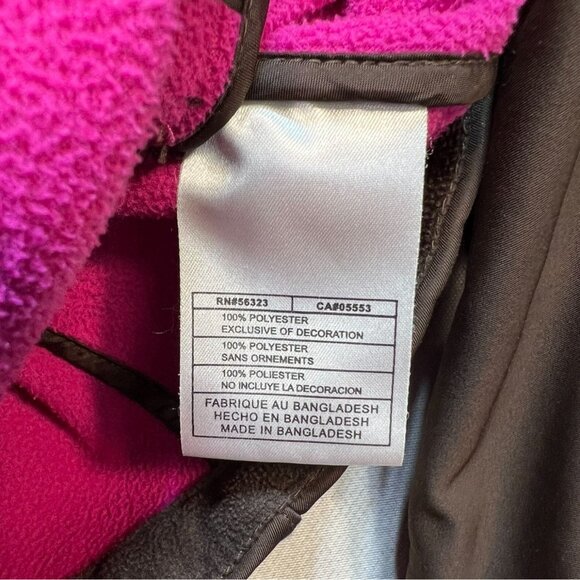 RN#56323 CA#05553
100% POLYESTER
EXCLUSIVE OF DECORATION
100% POLYESTER
SANS ORNEMENTS
100% POLIESTER
NO INCLUYE LA DECORACION
FABRIQUE AU BANGLADESH
HECHO EN BANGLADESH
MADE IN BANGLADESH